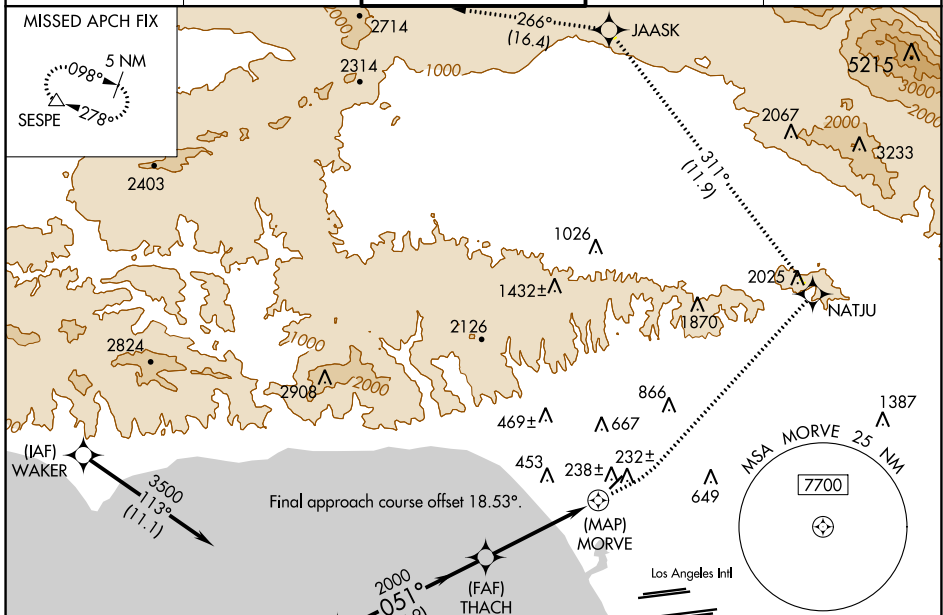 MISSED APCH FIX
098°
5 NM
SESPE
278°
2714
2314
1000
266°
(16.4)
JAASK
5215
3000
2000
2067
2000
3233
2403
311°
(11.9)
1026
1432±
2025
NATJU
1870
2126
1000
2824
2908
2000
866
469±
667
1387
(IAF)
WAKER
453
238±
232±
649
MSA MORVE 25 NM
7700
3500
113°
(11.1)
Final approach course offset 18.53°.
(MAP)
MORVE
2000
051°
(FAF)
THACH
Los Angeles Intl